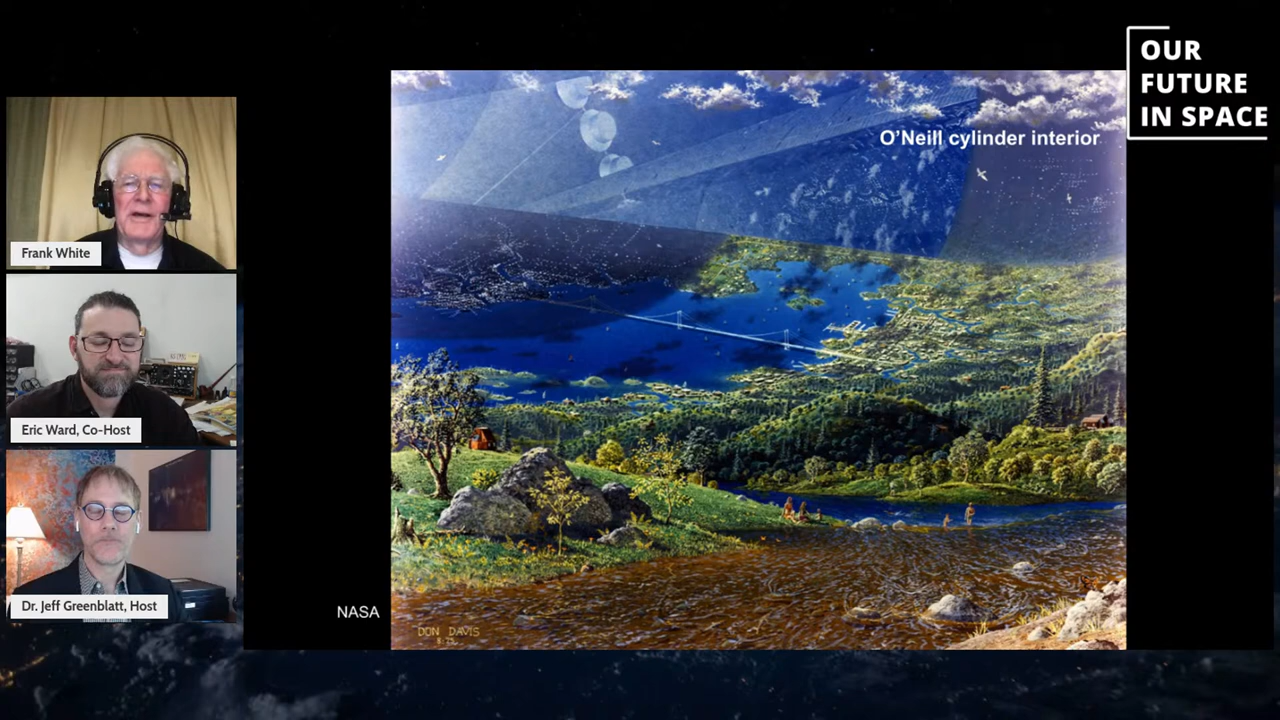 OUR
FUTURE
IN SPACE
O'Neill cylinder interior
Frank White
Eric Ward, Co-Host
Dr. Jeff Greenblatt, Host
NASA
DON DAVIS